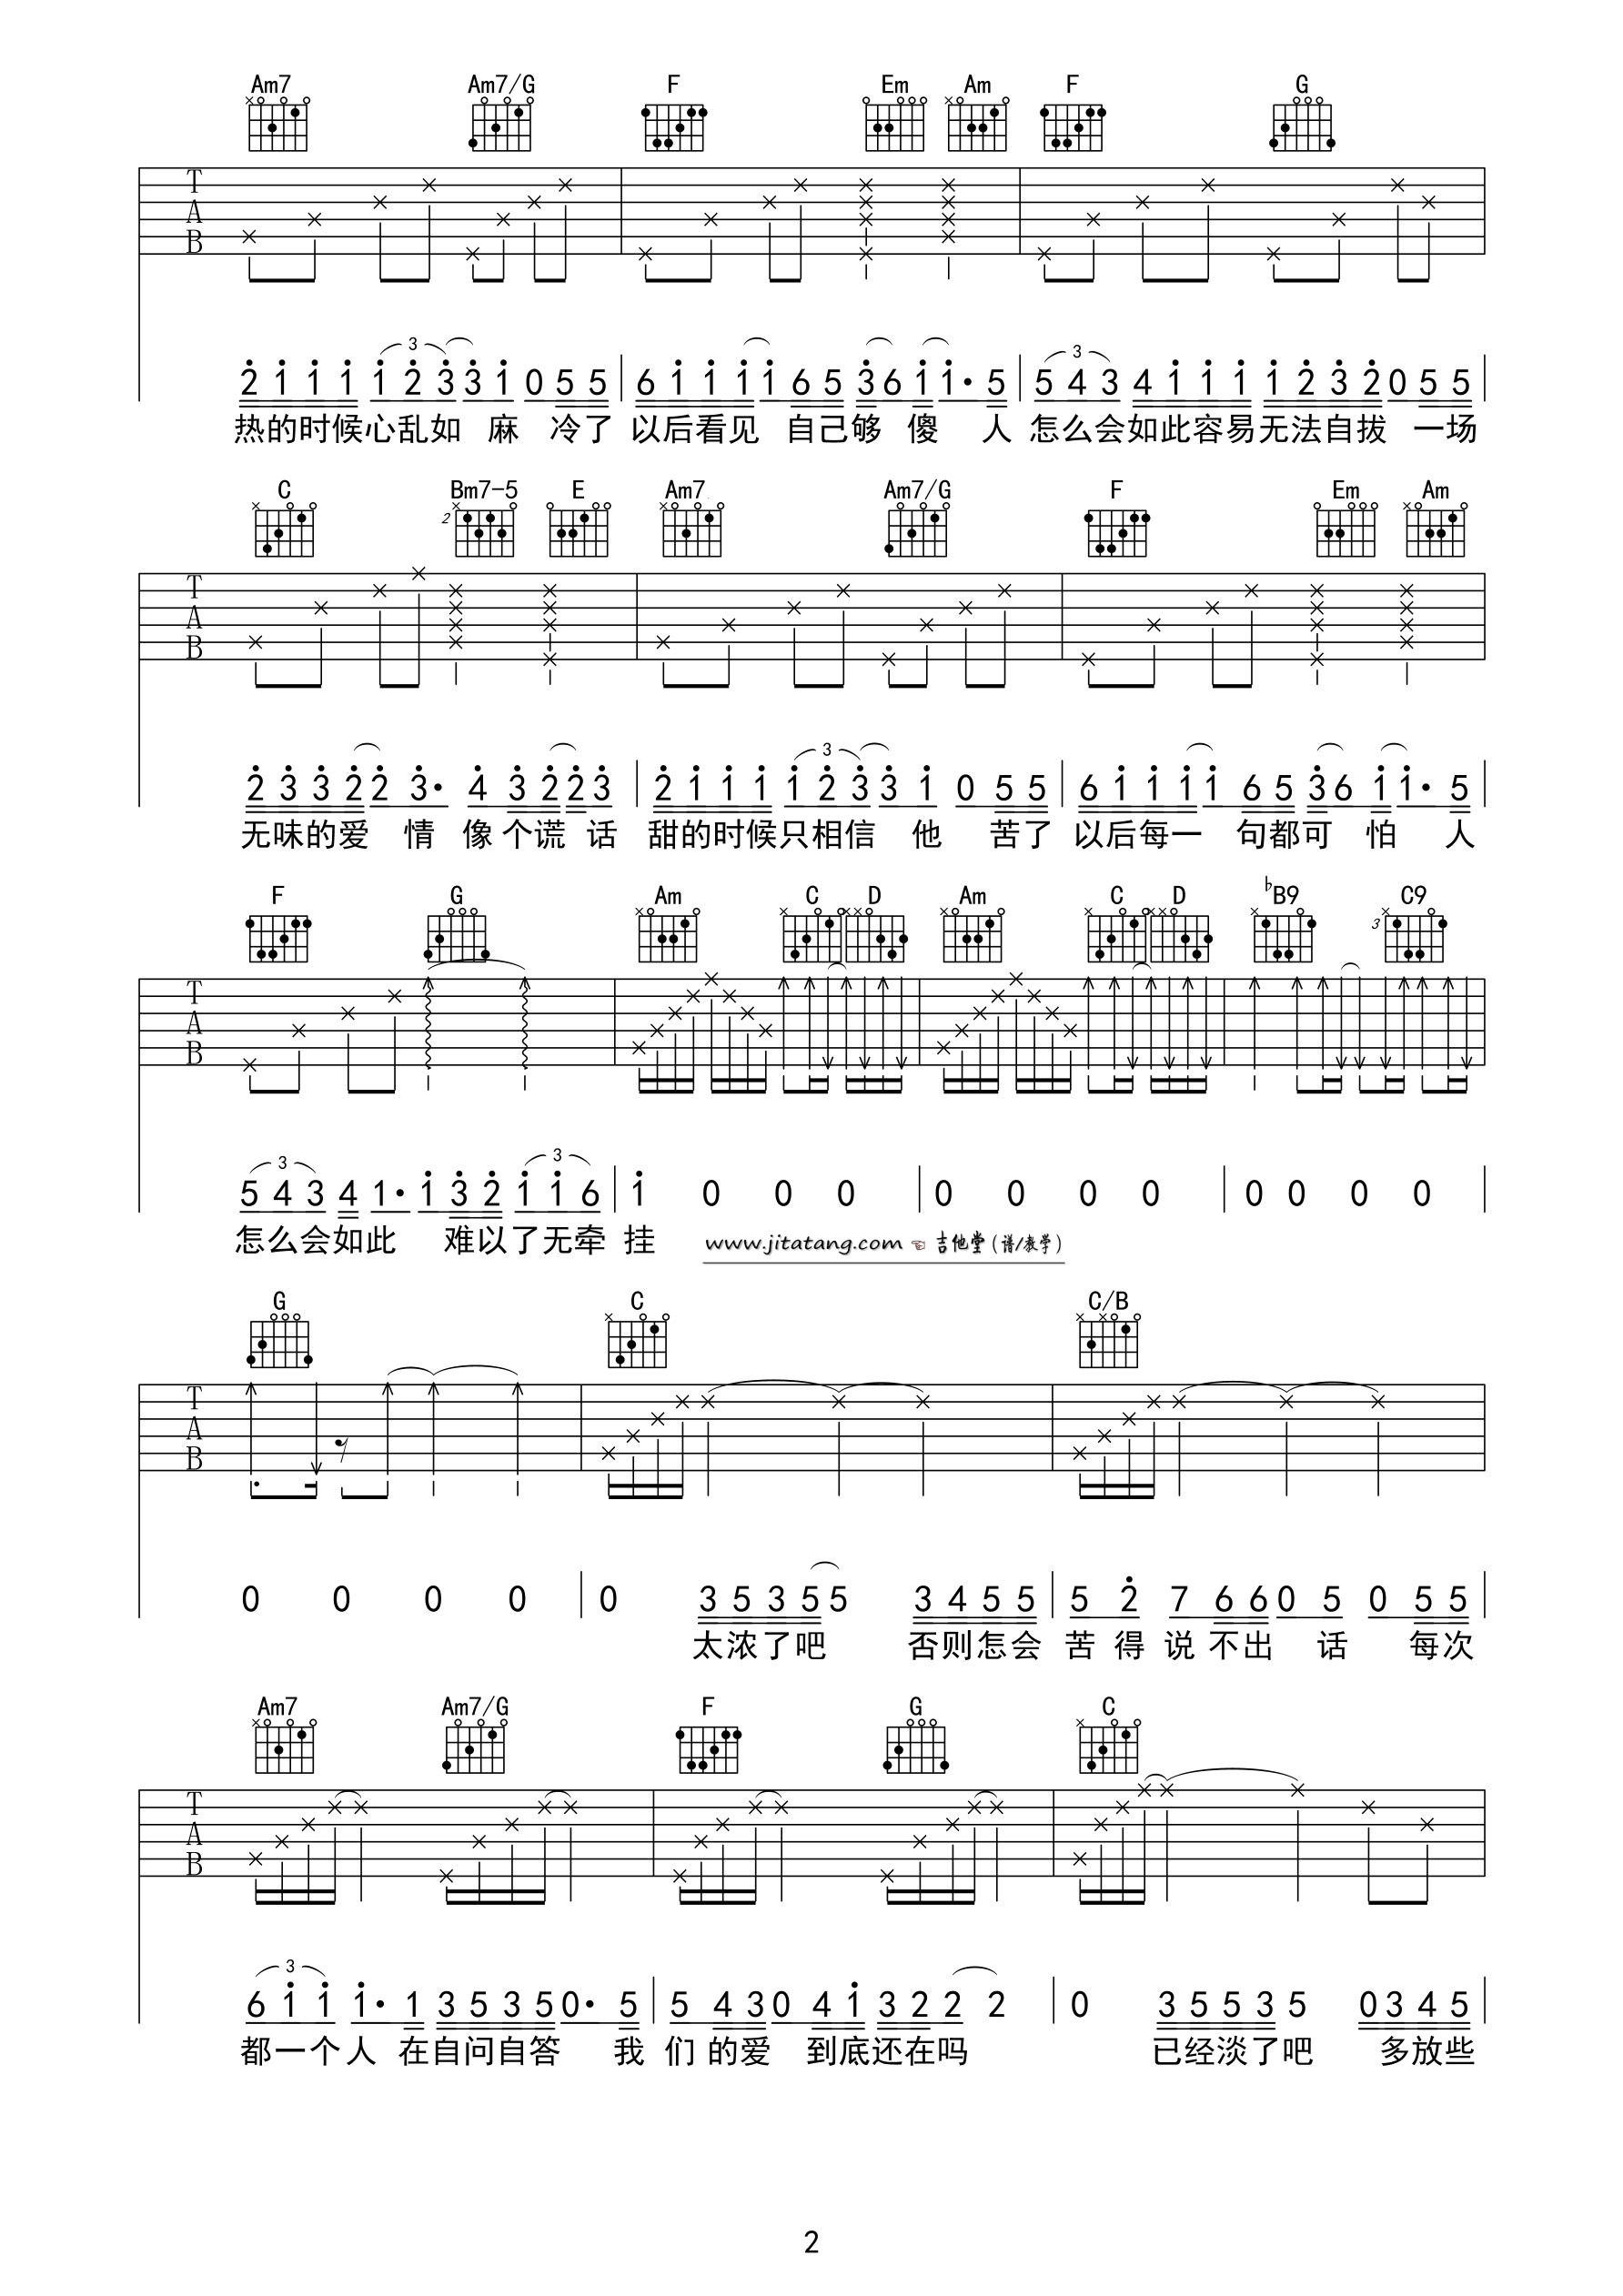 Am7 Am7/G F Em Am F G
T
A
B
3 3
2 1 1 1 1 2 3 3 1 0 5 5 6 1 1 1 1 6 5 3 6 1 1· 5 5 4 3 4 1 1 1 1 2 3 2 0 5 5
热的时候心乱如 麻 冷了 以后看见 自己够 傻 人 怎么会如此容易无法自拔 一场
C Bm7-5 E Am7 Am7/G F Em Am
2
T
A
B
3
2 3 3 2 2 3· 4 3 2 2 3 2 1 1 1 1 2 3 3 1 0 5 5 6 1 1 1 1 6 5 3 6 1 1· 5
无味的爱 情 像 个谎 话 甜的时候只相信 他 苦了 以后每一 句都可 怕 人
F G Am C D Am C D ♭B9 C9
3
T
A
B
3 3
5 4 3 4 1· 1 3 2 1 1 6 1 0 0 0 0 0 0 0 0 0 0 0
怎么会如此 难以了无牵 挂
www.jitatang.com ☜ 吉他堂(谱/教学)
G C C/B
T
A
B
0 0 0 0 0 3 5 3 5 5 3 4 5 5 5 2 7 6 6 0 5 0 5 5
太浓了吧 否则怎会 苦 得 说 不出 话 每次
Am7 Am7/G F G C
T
A
B
3
6 1 1 1· 1 3 5 3 5 0· 5 5 4 3 0 4 1 3 2 2 2 0 3 5 5 3 5 0 3 4 5
都一个人 在自问自答 我 们 的爱 到底还在吗 已经淡了吧 多放些
2